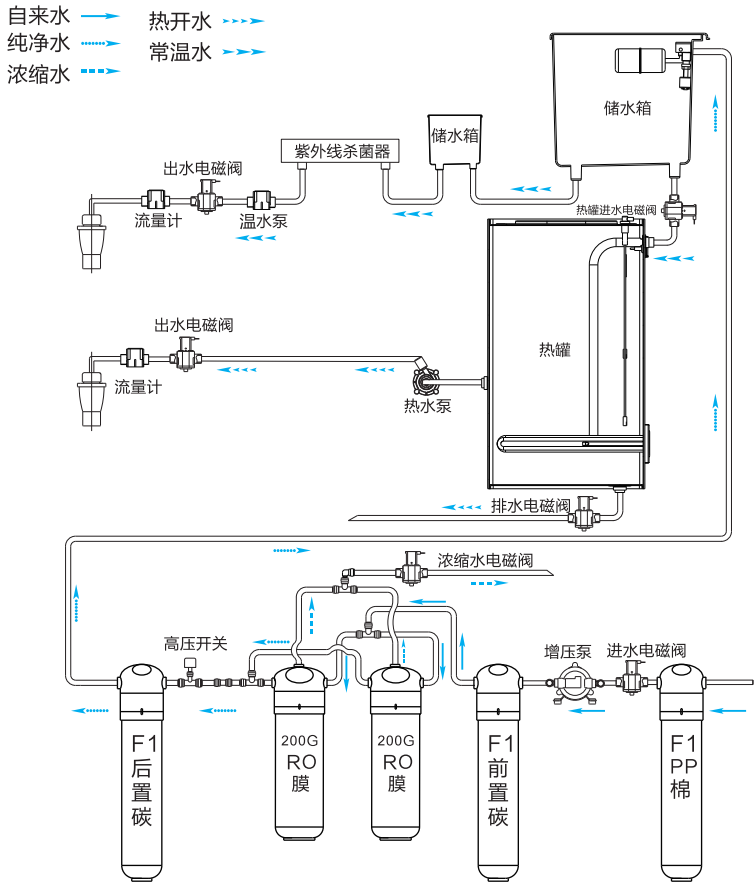 自来水
热开水
纯净水
常温水
浓缩水
储水箱
储水箱
紫外线杀菌器
出水电磁阀
热罐进水电磁阀
流量计
温水泵
出水电磁阀
热罐
流量计
热水泵
排水电磁阀
浓缩水电磁阀
高压开关
增压泵
进水电磁阀
F1
后
置
碳
200G
RO
膜
200G
RO
膜
F1
前
置
碳
F1
PP
棉